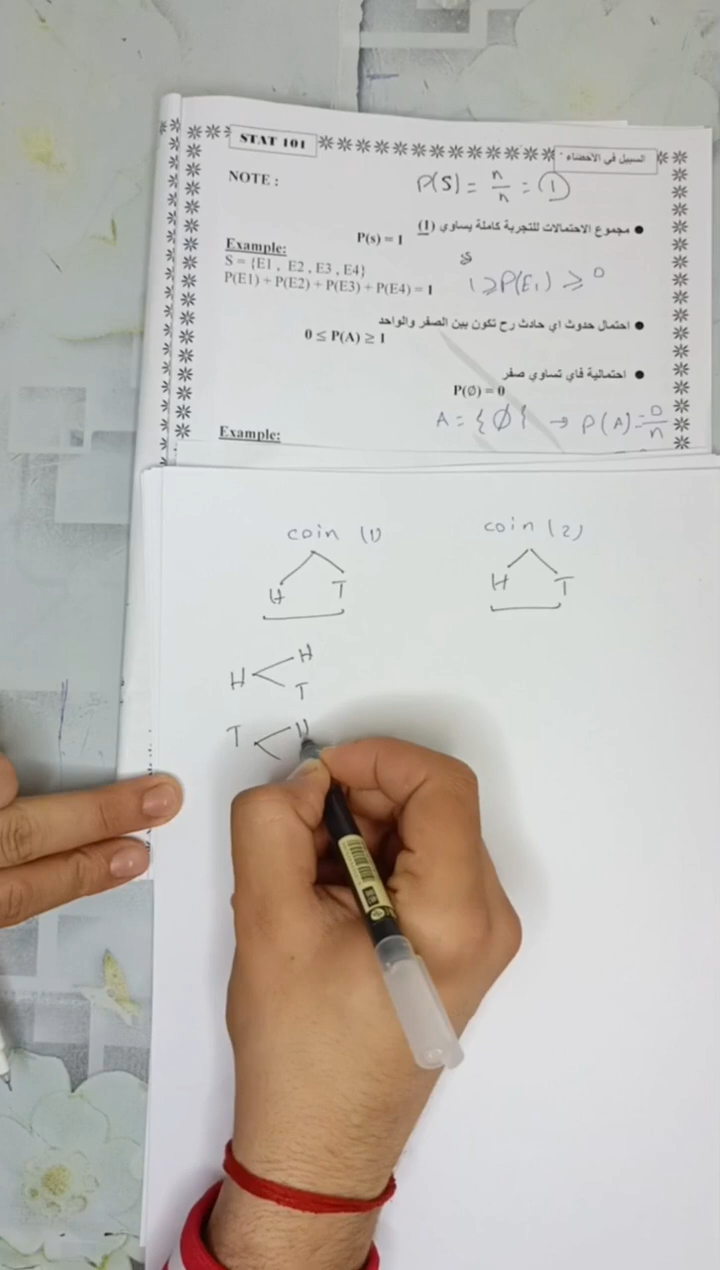 STAT 101
السبيل في الاحصاء
NOTE :
P(S) = n/n = 1
● مجموع الاحتمالات للتجربة كاملة يساوي (1)
P(s) = 1
Example:
S = {E1 , E2 , E3 , E4}
P(E1) + P(E2) + P(E3) + P(E4) = 1
1 ≥ P(E1) ≥ 0
● احتمال حدوث اي حادث رح تكون بين الصفر والواحد
0 ≤ P(A) ≥ 1
● احتمالية فاي تساوي صفر
P(∅) = 0
A = {∅} → P(A) = 0/n
Example:
coin (1) coin (2)
H T H T
H < H
T
T < H